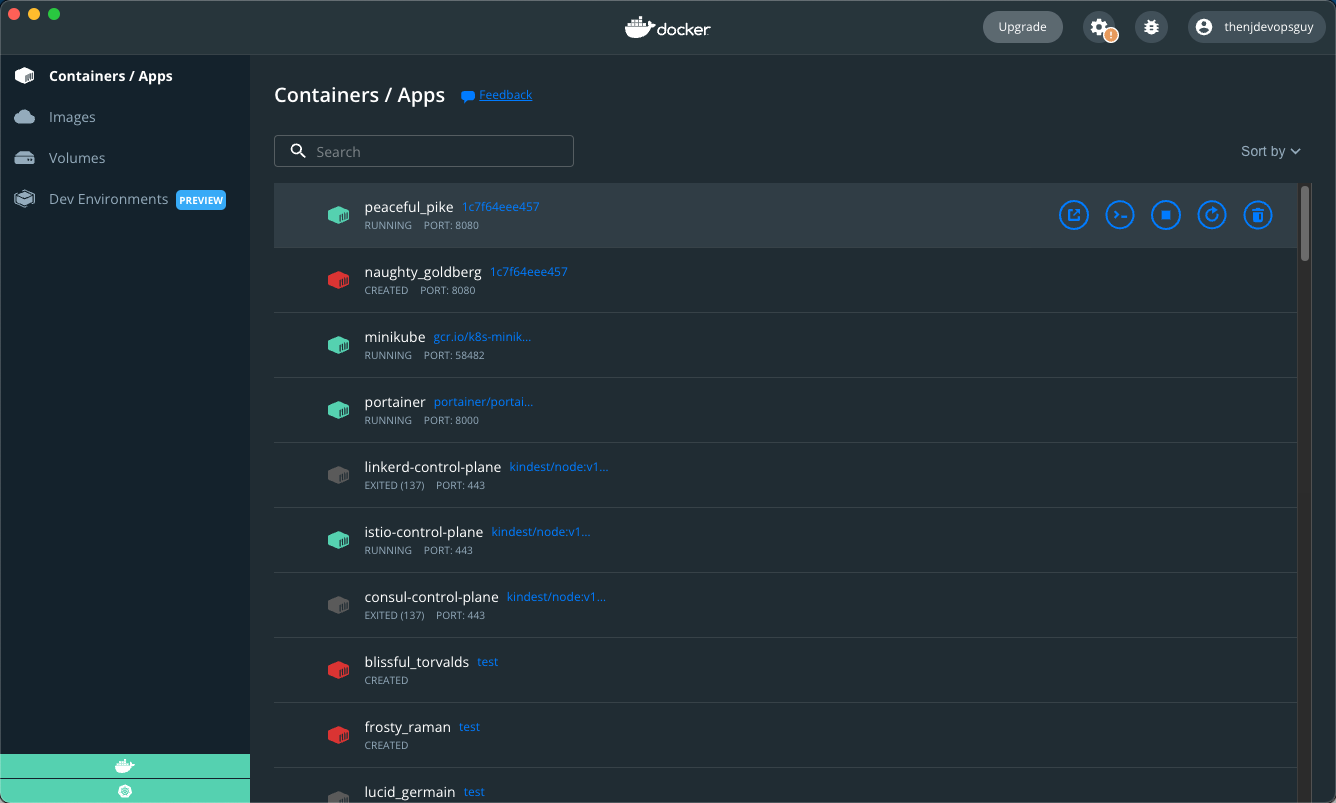 docker
Upgrade
!
thenjdevopsguy
Containers / Apps
Images
Volumes
Dev Environments PREVIEW
Containers / Apps Feedback
Search
Sort by
peaceful_pike 1c7f64eee457
RUNNING PORT: 8080
naughty_goldberg 1c7f64eee457
CREATED PORT: 8080
minikube gcr.io/k8s-minik...
RUNNING PORT: 58482
portainer portainer/portai...
RUNNING PORT: 8000
linkerd-control-plane kindest/node:v1...
EXITED (137) PORT: 443
istio-control-plane kindest/node:v1...
RUNNING PORT: 443
consul-control-plane kindest/node:v1...
EXITED (137) PORT: 443
blissful_torvalds test
CREATED
frosty_raman test
CREATED
lucid_germain test